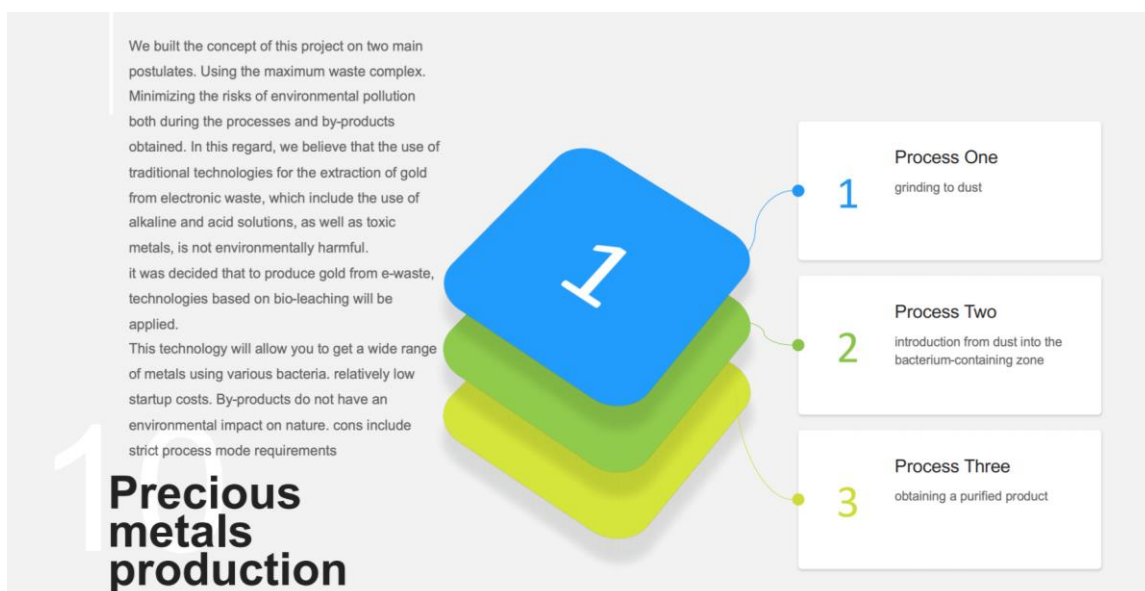 We built the concept of this project on two main
postulates. Using the maximum waste complex.
Minimizing the risks of environmental pollution
both during the processes and by-products
obtained. In this regard, we believe that the use of
traditional technologies for the extraction of gold
from electronic waste, which include the use of
alkaline and acid solutions, as well as toxic
metals, is not environmentally harmful.
it was decided that to produce gold from e-waste,
technologies based on bio-leaching will be
applied.
This technology will allow you to get a wide range
of metals using various bacteria. relatively low
startup costs. By-products do not have an
environmental impact on nature. cons include
strict process mode requirements
10
Precious
metals
production
1
1
Process One
grinding to dust
2
Process Two
introduction from dust into the
bacterium-containing zone
3
Process Three
obtaining a purified product